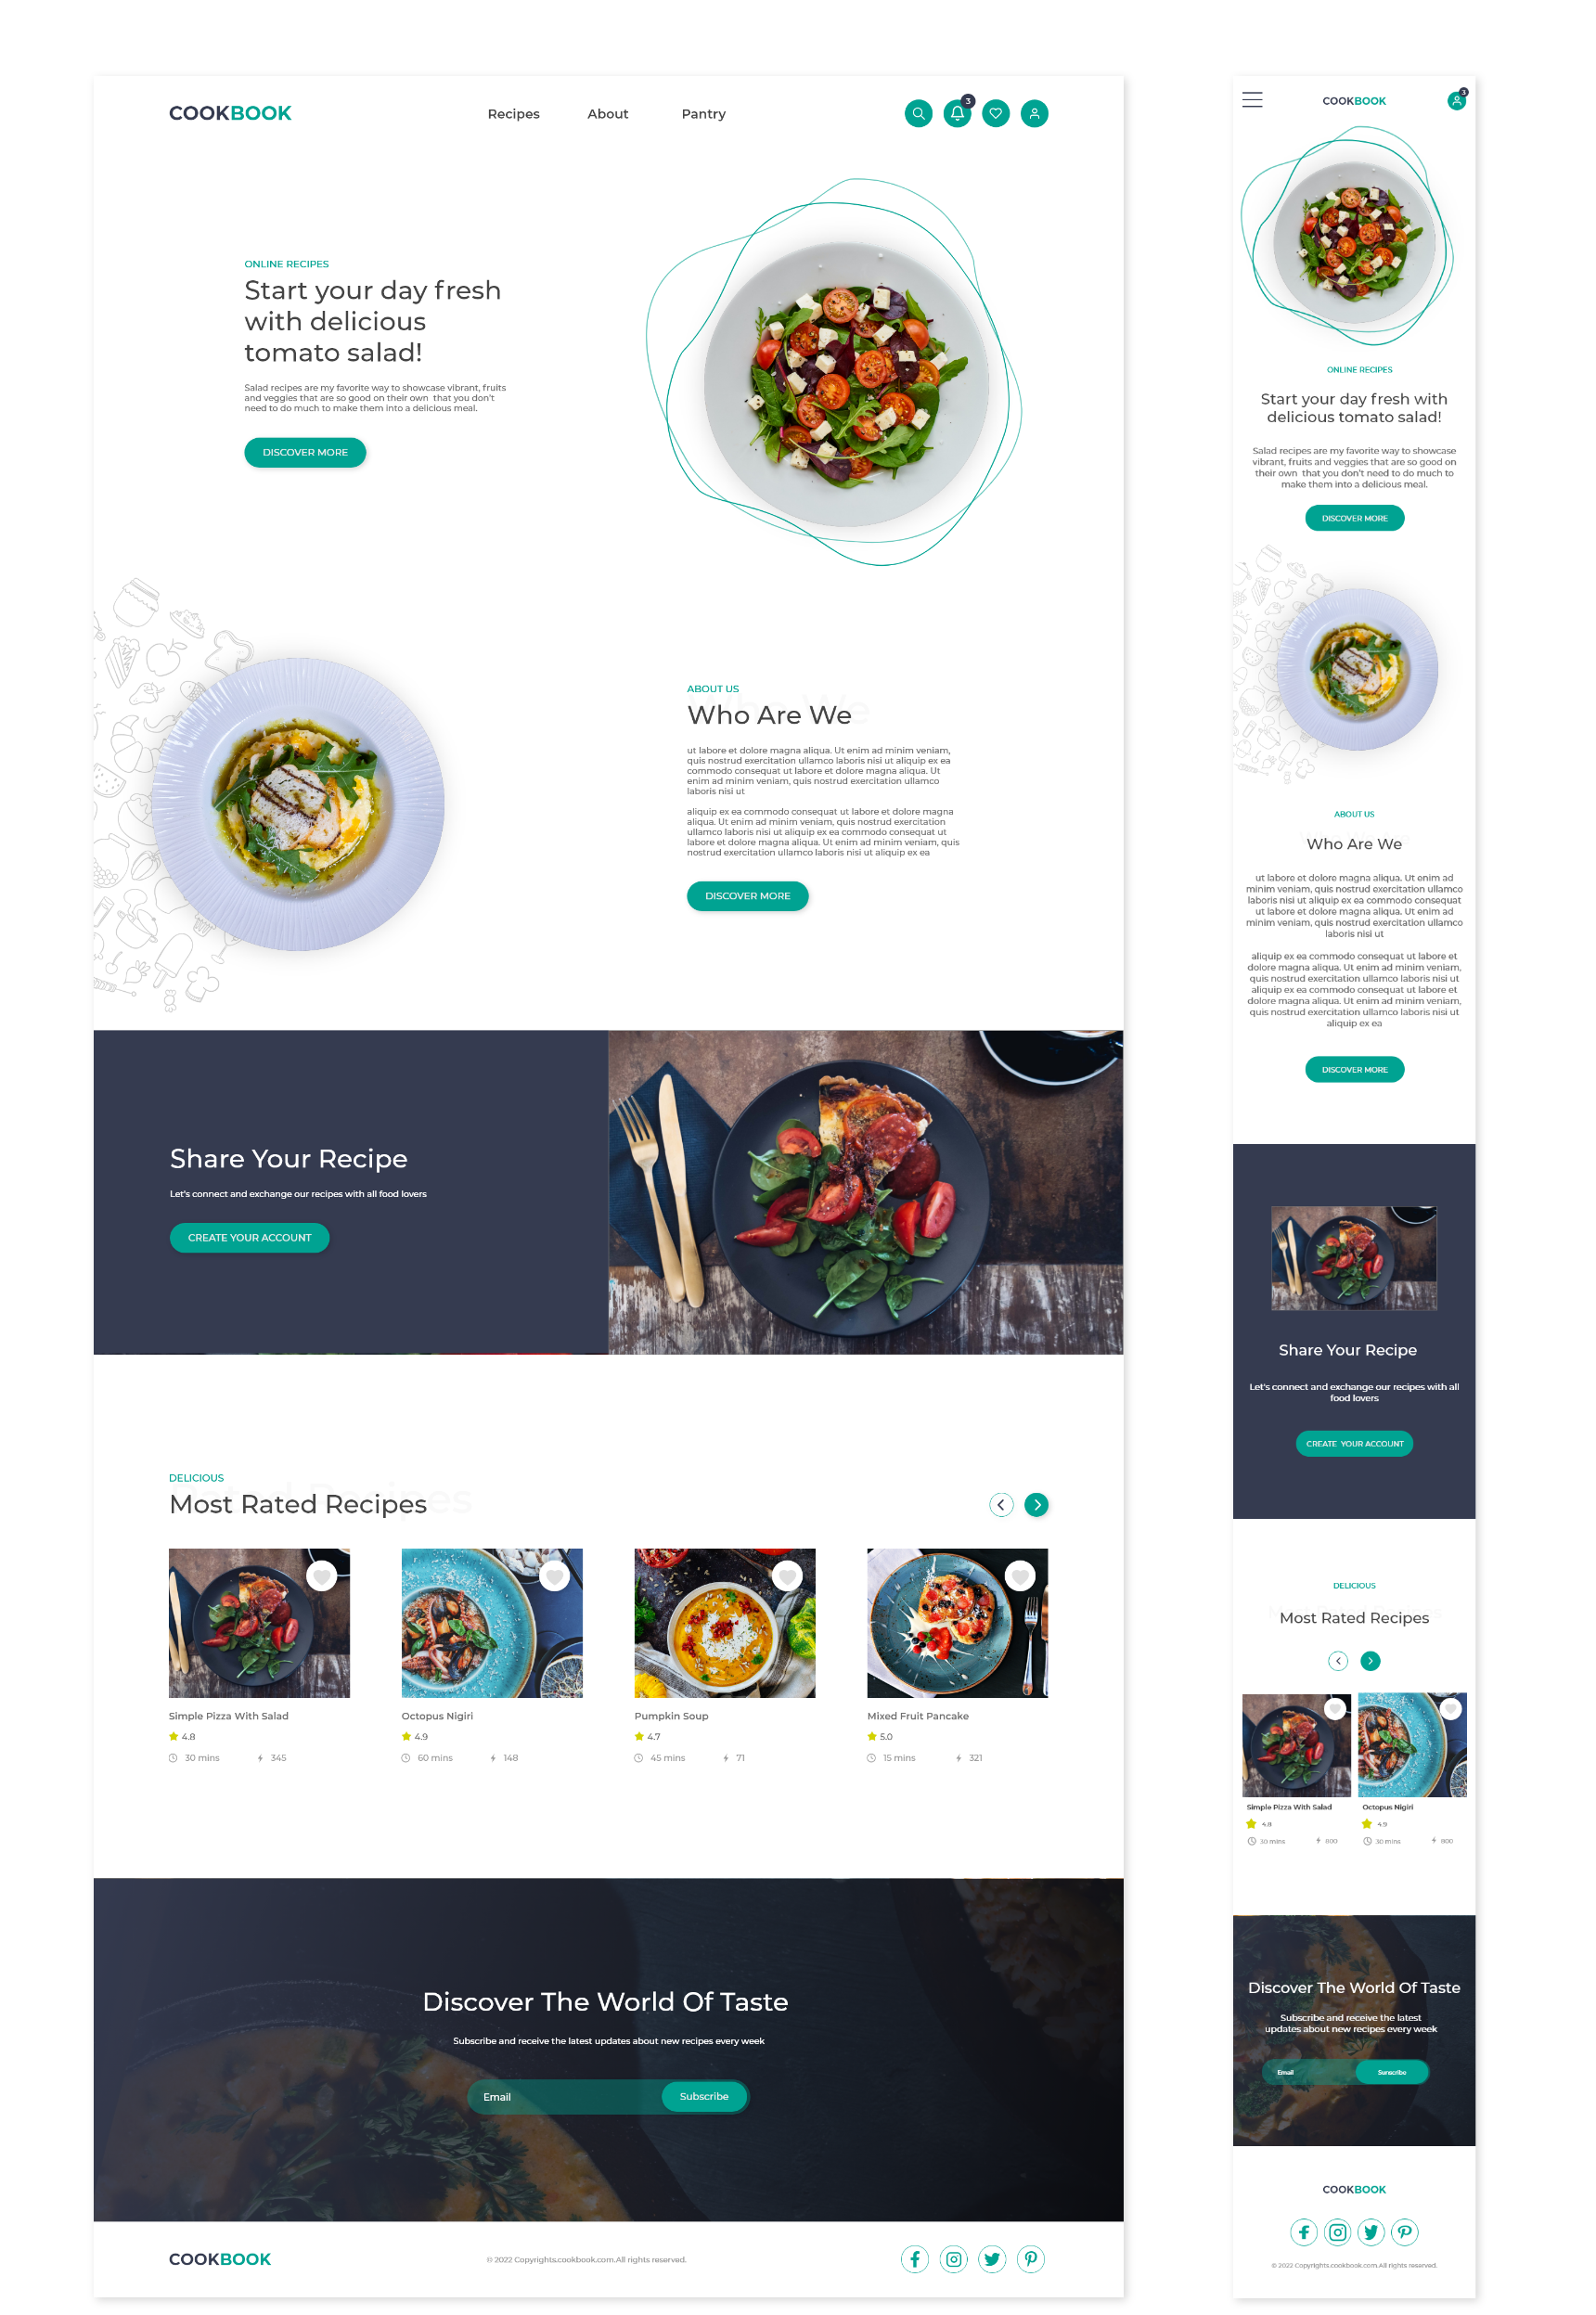 COOKBOOK
Recipes About Pantry
3
ONLINE RECIPES
Start your day fresh
with delicious
tomato salad!
Salad recipes are my favorite way to showcase vibrant, fruits
and veggies that are so good on their own that you don't
need to do much to make them into a delicious meal.
DISCOVER MORE
ABOUT US
Who Are We
ut labore et dolore magna aliqua. Ut enim ad minim veniam,
quis nostrud exercitation ullamco laboris nisi ut aliquip ex ea
commodo consequat ut labore et dolore magna aliqua. Ut
enim ad minim veniam, quis nostrud exercitation ullamco
laboris nisi ut
aliquip ex ea commodo consequat ut labore et dolore magna
aliqua. Ut enim ad minim veniam, quis nostrud exercitation
ullamco laboris nisi ut aliquip ex ea commodo consequat ut
labore et dolore magna aliqua. Ut enim ad minim veniam, quis
nostrud exercitation ullamco laboris nisi ut aliquip ex ea
DISCOVER MORE
Share Your Recipe
Let's connect and exchange our recipes with all food lovers
CREATE YOUR ACCOUNT
DELICIOUS
Most Rated Recipes
Simple Pizza With Salad
4.8
30 mins 345
Octopus Nigiri
4.9
60 mins 148
Pumpkin Soup
4.7
45 mins 71
Mixed Fruit Pancake
5.0
15 mins 321
Discover The World Of Taste
Subscribe and receive the latest updates about new recipes every week
Email Subscribe
COOKBOOK
© 2022 Copyrights.cookbook.com.All rights reserved.
COOKBOOK
3
ONLINE RECIPES
Start your day fresh with
delicious tomato salad!
Salad recipes are my favorite way to showcase
vibrant, fruits and veggies that are so good on
their own that you don't need to do much to
make them into a delicious meal.
DISCOVER MORE
ABOUT US
Who Are We
ut labore et dolore magna aliqua. Ut enim ad
minim veniam, quis nostrud exercitation ullamco
laboris nisi ut aliquip ex ea commodo consequat
ut labore et dolore magna aliqua. Ut enim ad
minim veniam, quis nostrud exercitation ullamco
laboris nisi ut
aliquip ex ea commodo consequat ut labore et
dolore magna aliqua. Ut enim ad minim veniam,
quis nostrud exercitation ullamco laboris nisi ut
aliquip ex ea commodo consequat ut labore et
dolore magna aliqua. Ut enim ad minim veniam,
quis nostrud exercitation ullamco laboris nisi ut
aliquip ex ea
DISCOVER MORE
Share Your Recipe
Let's connect and exchange our recipes with all
food lovers
CREATE YOUR ACCOUNT
DELICIOUS
Most Rated Recipes
Simple Pizza With Salad
4.8
30 mins 800
Octopus Nigiri
4.9
30 mins 800
Discover The World Of Taste
Subscribe and receive the latest
updates about new recipes every week
Email
COOKBOOK
© 2022 Copyrights.cookbook.com.All rights reserved.